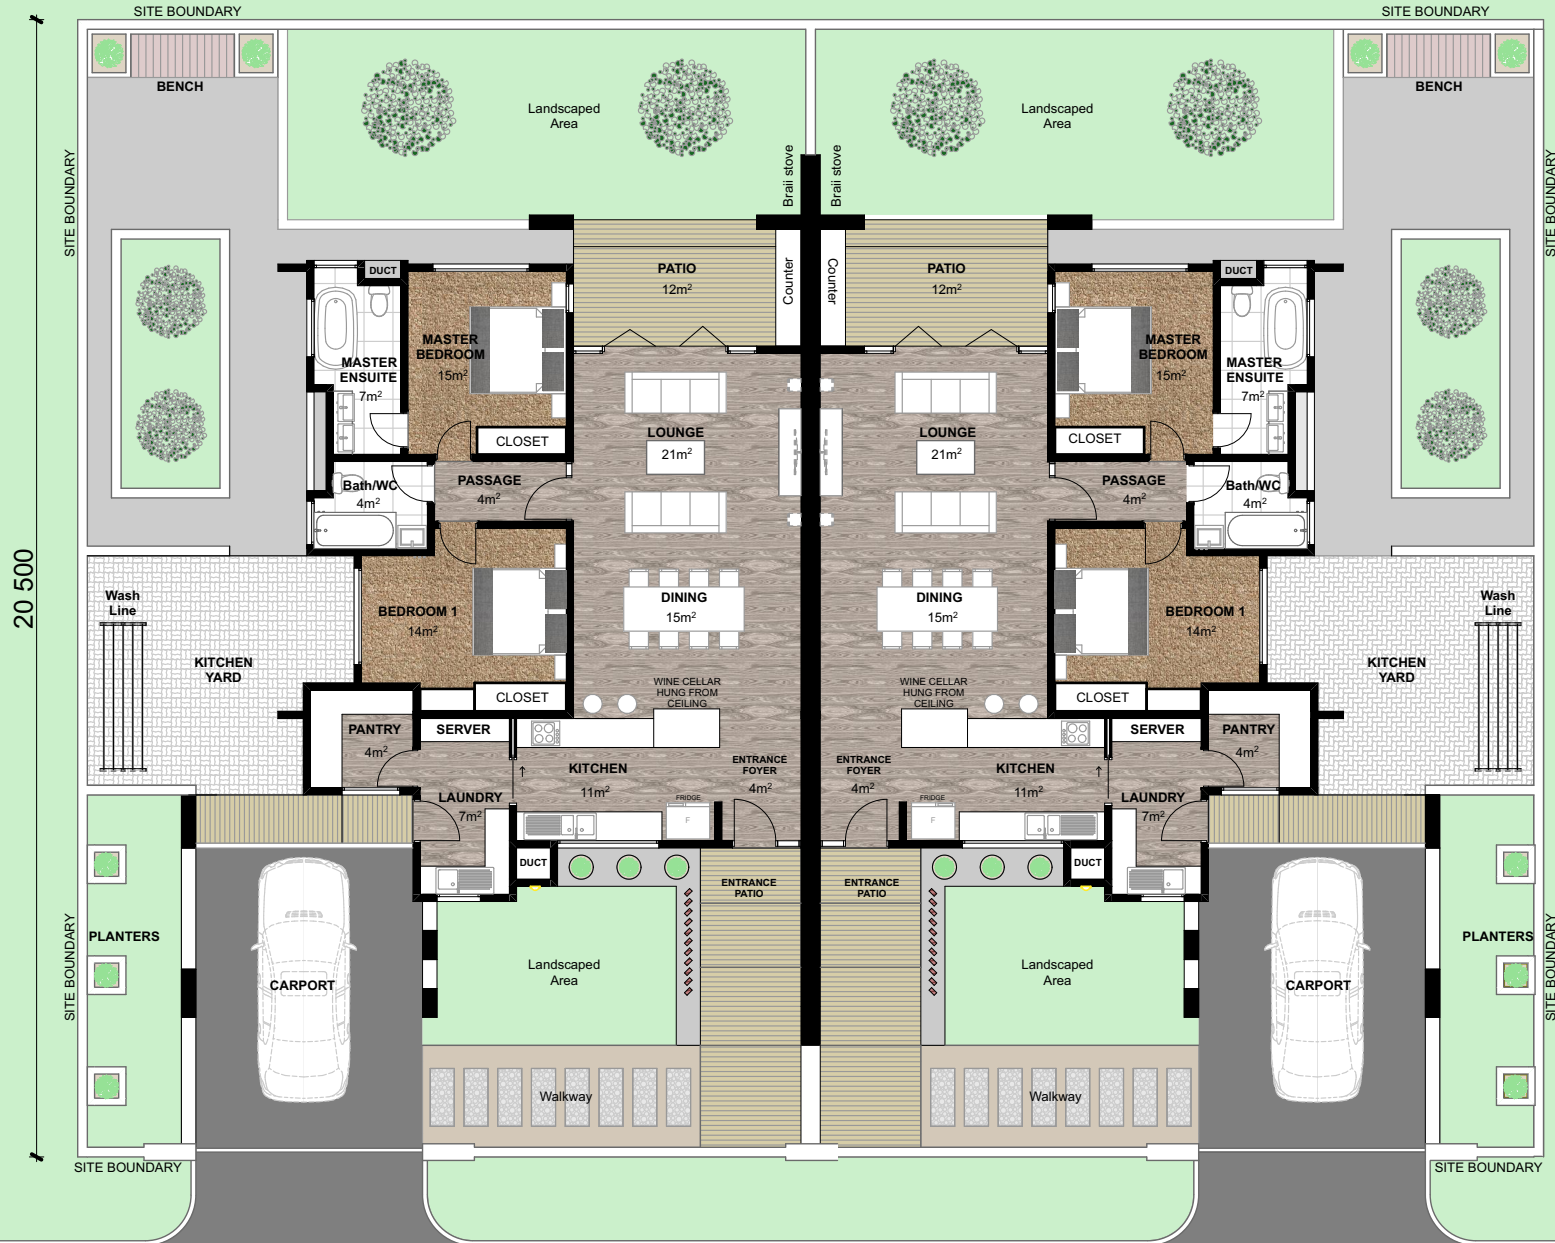 SITE BOUNDARY
SITE BOUNDARY
BENCH
BENCH
Landscaped
Area
Landscaped
Area
SITE BOUNDARY
SITE BOUNDARY
Braii stove
Braii stove
DUCT
PATIO
12m²
Counter
Counter
PATIO
12m²
DUCT
MASTER
BEDROOM
15m²
MASTER
ENSUITE
7m²
MASTER
BEDROOM
15m²
MASTER
ENSUITE
7m²
CLOSET
LOUNGE
21m²
LOUNGE
21m²
CLOSET
Bath/WC
4m²
PASSAGE
4m²
PASSAGE
4m²
Bath/WC
4m²
20 500
Wash
Line
BEDROOM 1
14m²
DINING
15m²
DINING
15m²
BEDROOM 1
14m²
Wash
Line
KITCHEN
YARD
KITCHEN
YARD
CLOSET
WINE CELLAR
HUNG FROM
CEILING
WINE CELLAR
HUNG FROM
CEILING
CLOSET
PANTRY
4m²
SERVER
SERVER
PANTRY
4m²
KITCHEN
11m²
ENTRANCE
FOYER
4m²
ENTRANCE
FOYER
4m²
KITCHEN
11m²
LAUNDRY
7m²
FRIDGE
F
FRIDGE
F
LAUNDRY
7m²
DUCT
ENTRANCE
PATIO
ENTRANCE
PATIO
DUCT
SITE BOUNDARY
PLANTERS
CARPORT
Landscaped
Area
Landscaped
Area
CARPORT
PLANTERS
SITE BOUNDARY
Walkway
Walkway
SITE BOUNDARY
SITE BOUNDARY